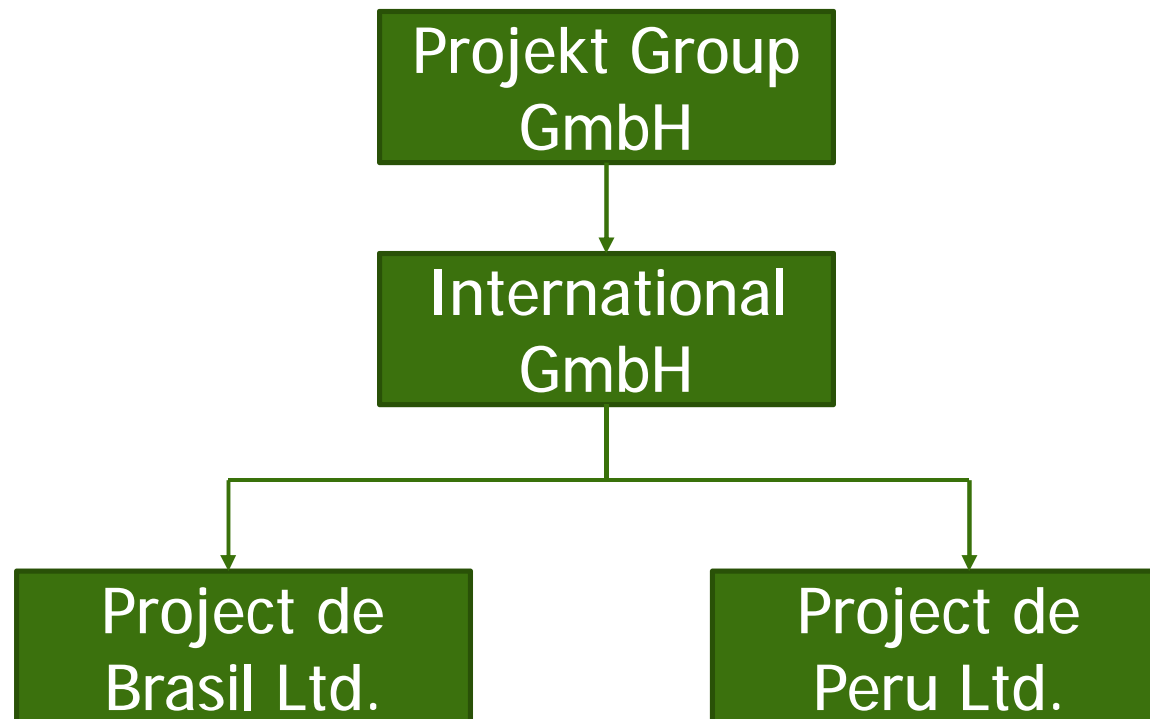 Projekt Group
GmbH
International
GmbH
Project de
Brasil Ltd.
Project de
Peru Ltd.